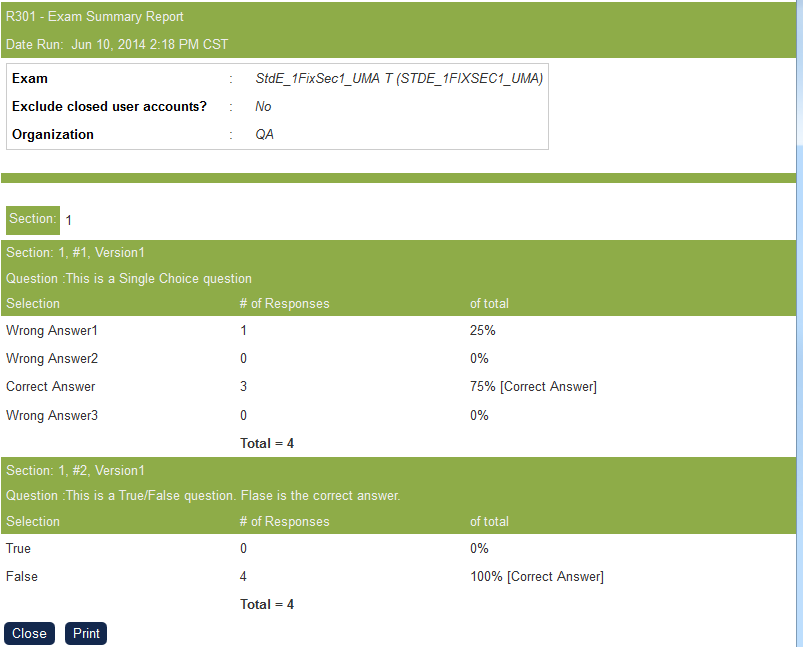 R301 - Exam Summary Report
Date Run: Jun 10, 2014 2:18 PM CST
Exam : StdE_1FixSec1_UMA T (STDE_1FIXSEC1_UMA)
Exclude closed user accounts? : No
Organization : QA
Section: 1
Section: 1, #1, Version1
Question :This is a Single Choice question
Selection # of Responses of total
Wrong Answer1 1 25%
Wrong Answer2 0 0%
Correct Answer 3 75% [Correct Answer]
Wrong Answer3 0 0%
Total = 4
Section: 1, #2, Version1
Question :This is a True/False question. Flase is the correct answer.
Selection # of Responses of total
True 0 0%
False 4 100% [Correct Answer]
Total = 4
Close Print